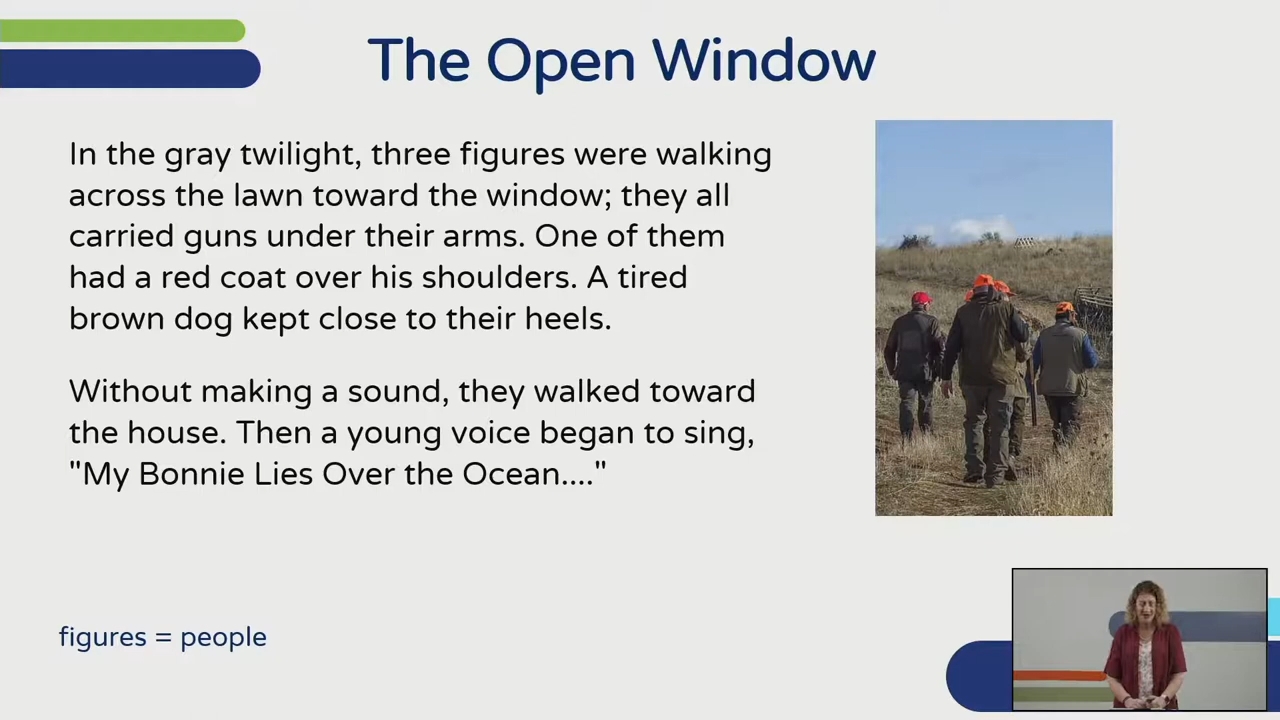 The Open Window
In the gray twilight, three figures were walking
across the lawn toward the window; they all
carried guns under their arms. One of them
had a red coat over his shoulders. A tired
brown dog kept close to their heels.
Without making a sound, they walked toward
the house. Then a young voice began to sing,
"My Bonnie Lies Over the Ocean...."
figures = people